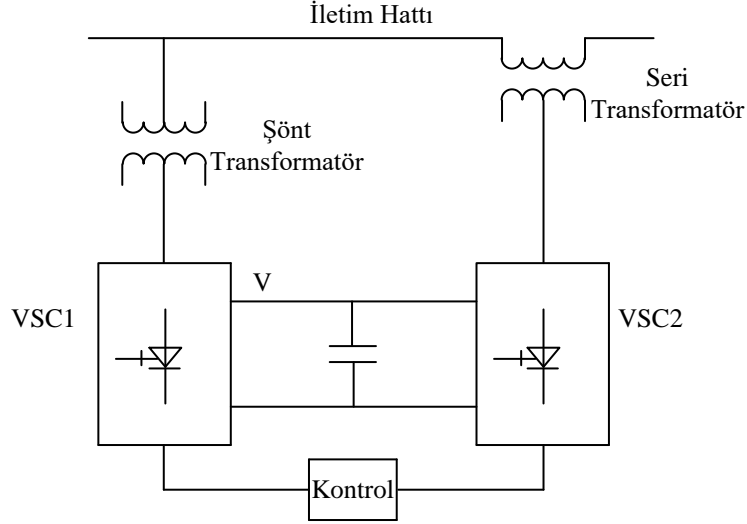 İletim Hattı
Seri
Transformatör
Şönt
Transformatör
V
VSC1
VSC2
Kontrol